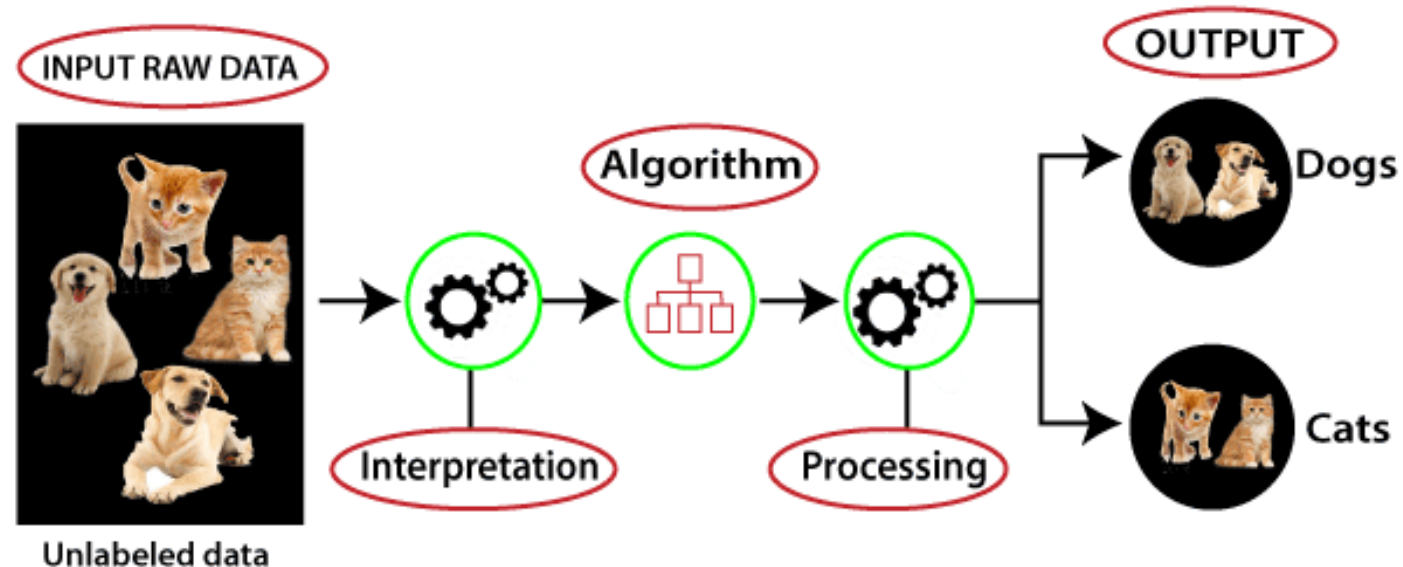 INPUT RAW DATA
OUTPUT
Algorithm
Dogs
Interpretation
Processing
Cats
Unlabeled data